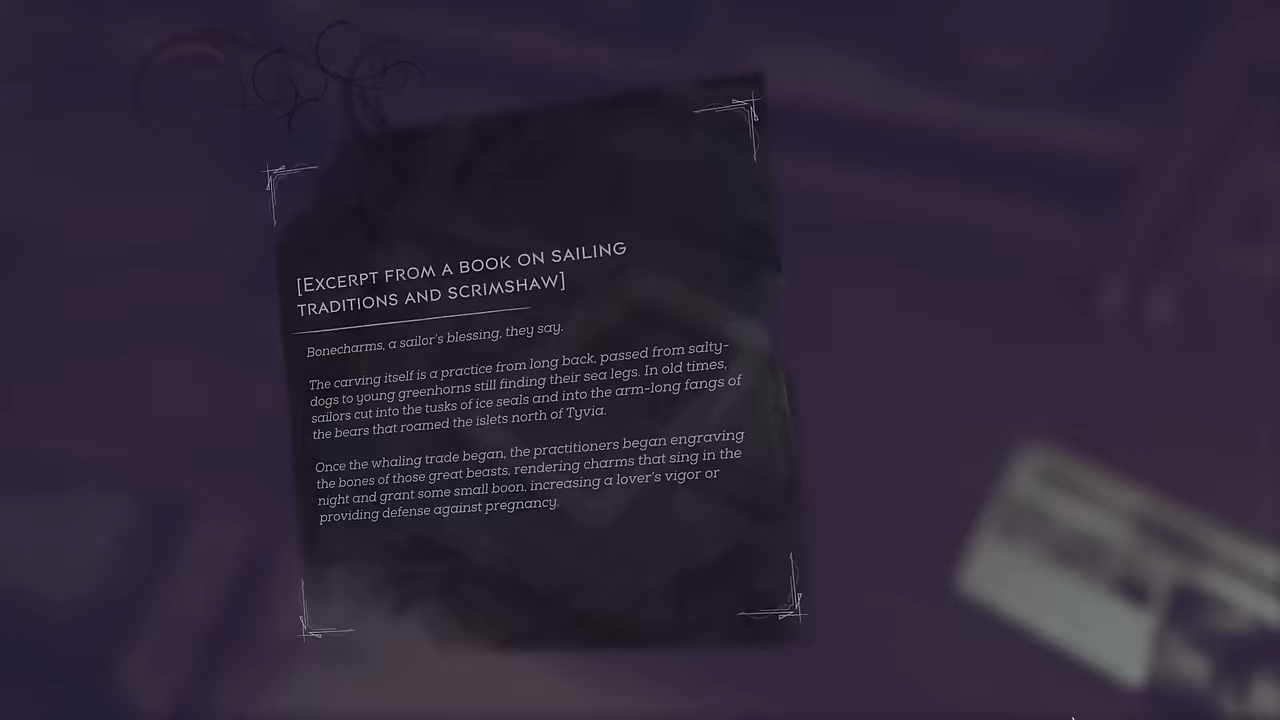 [Excerpt from a book on sailing
traditions and scrimshaw]
Bonecharms, a sailor's blessing, they say.
The carving itself is a practice from long back, passed from salty-
dogs to young greenhorns still finding their sea legs. In old times,
sailors cut into the tusks of ice seals and into the arm-long fangs of
the bears that roamed the islets north of Tyvia.
Once the whaling trade began, the practitioners began engraving
the bones of those great beasts, rendering charms that sing in the
night and grant some small boon, increasing a lover's vigor or
providing defense against pregnancy.